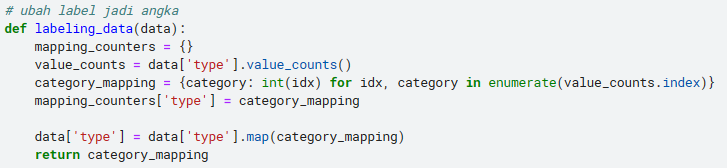 # ubah label jadi angka
def labeling_data(data):
    mapping_counters = {}
    value_counts = data['type'].value_counts()
    category_mapping = {category: int(idx) for idx, category in enumerate(value_counts.index)}
    mapping_counters['type'] = category_mapping

    data['type'] = data['type'].map(category_mapping)
    return category_mapping